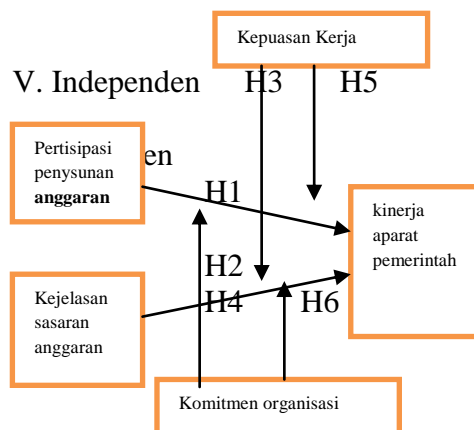 Kepuasan Kerja
V. Independen H3 H5
Pertisipasi
penysunan
anggaran
en
H1
kinerja
aparat
pemerintah
H2
H4 H6
Kejelasan
sasaran
anggaran
Komitmen organisasi